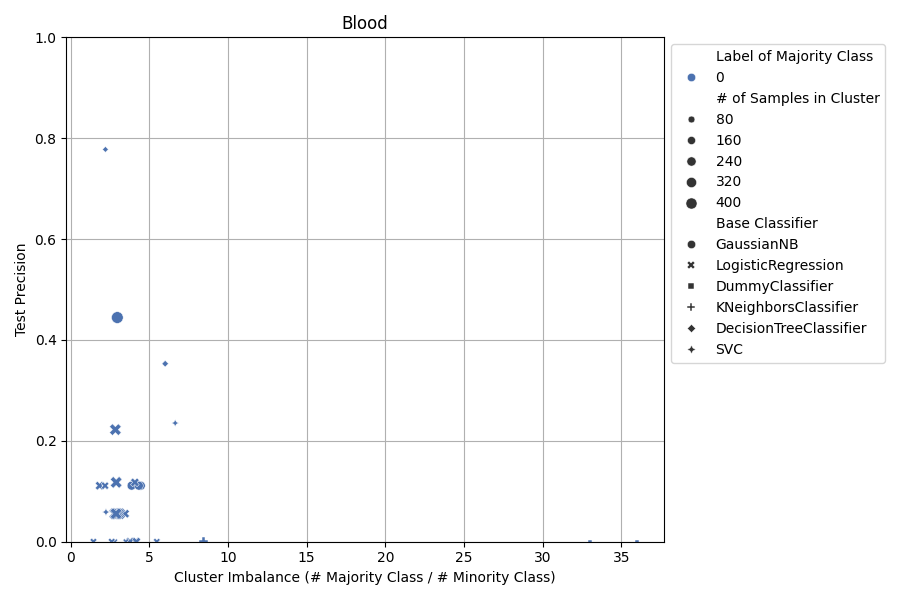 Blood
Test Precision
1.0
0.8
0.6
0.4
0.2
0.0
0
5
10
15
20
25
30
35
Cluster Imbalance (# Majority Class / # Minority Class)
Label of Majority Class
0
# of Samples in Cluster
80
160
240
320
400
Base Classifier
GaussianNB
LogisticRegression
DummyClassifier
KNeighborsClassifier
DecisionTreeClassifier
SVC